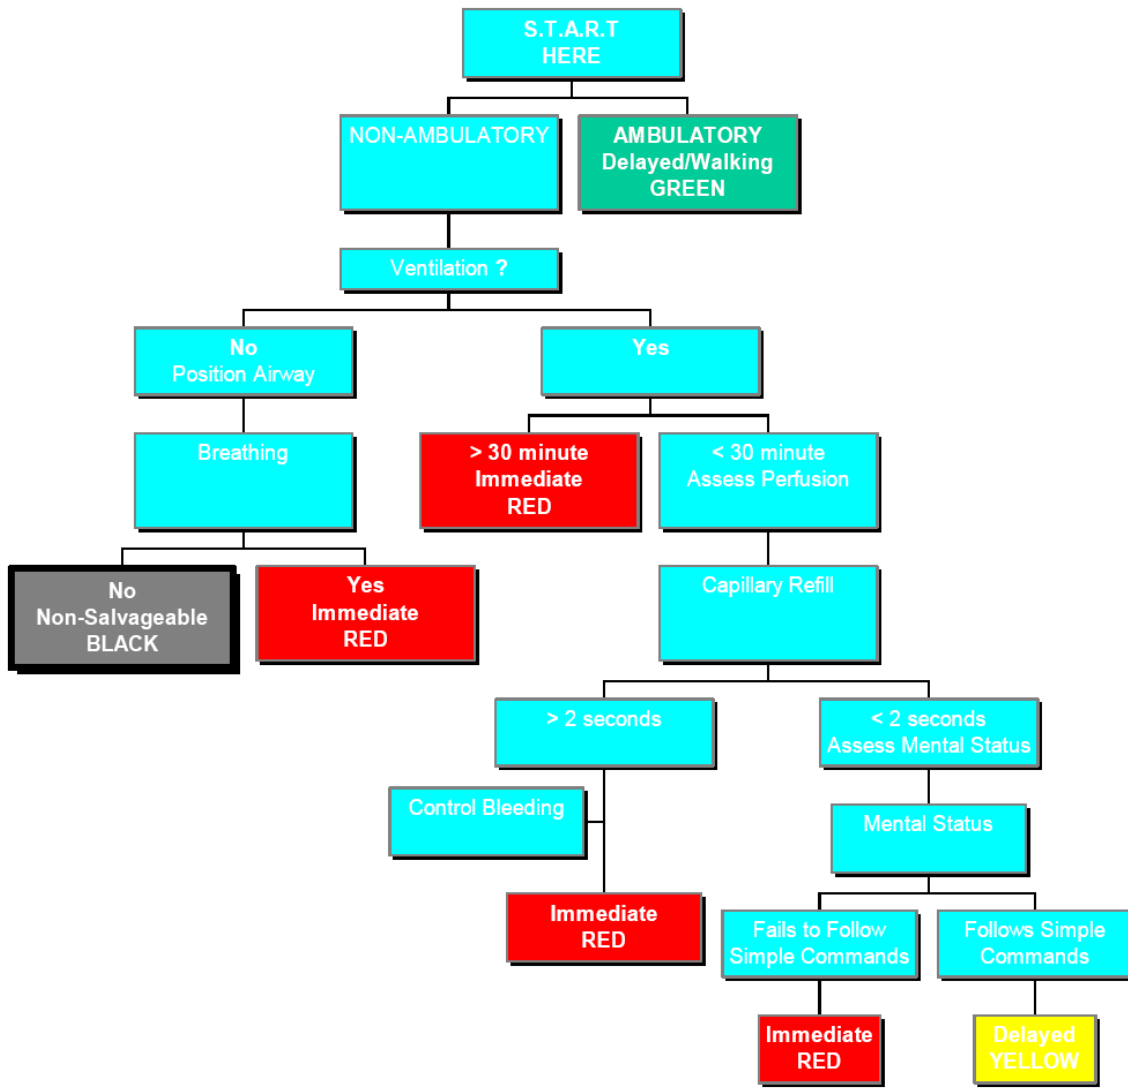 S.T.A.R.T
HERE
NON-AMBULATORY
AMBULATORY
Delayed/Walking
GREEN
Ventilation ?
No
Position Airway
Yes
Breathing
> 30 minute
Immediate
RED
< 30 minute
Assess Perfusion
No
Non-Salvageable
BLACK
Yes
Immediate
RED
Capillary Refill
> 2 seconds
< 2 seconds
Assess Mental Status
Control Bleeding
Mental Status
Immediate
RED
Fails to Follow
Simple Commands
Follows Simple
Commands
Immediate
RED
Delayed
YELLOW